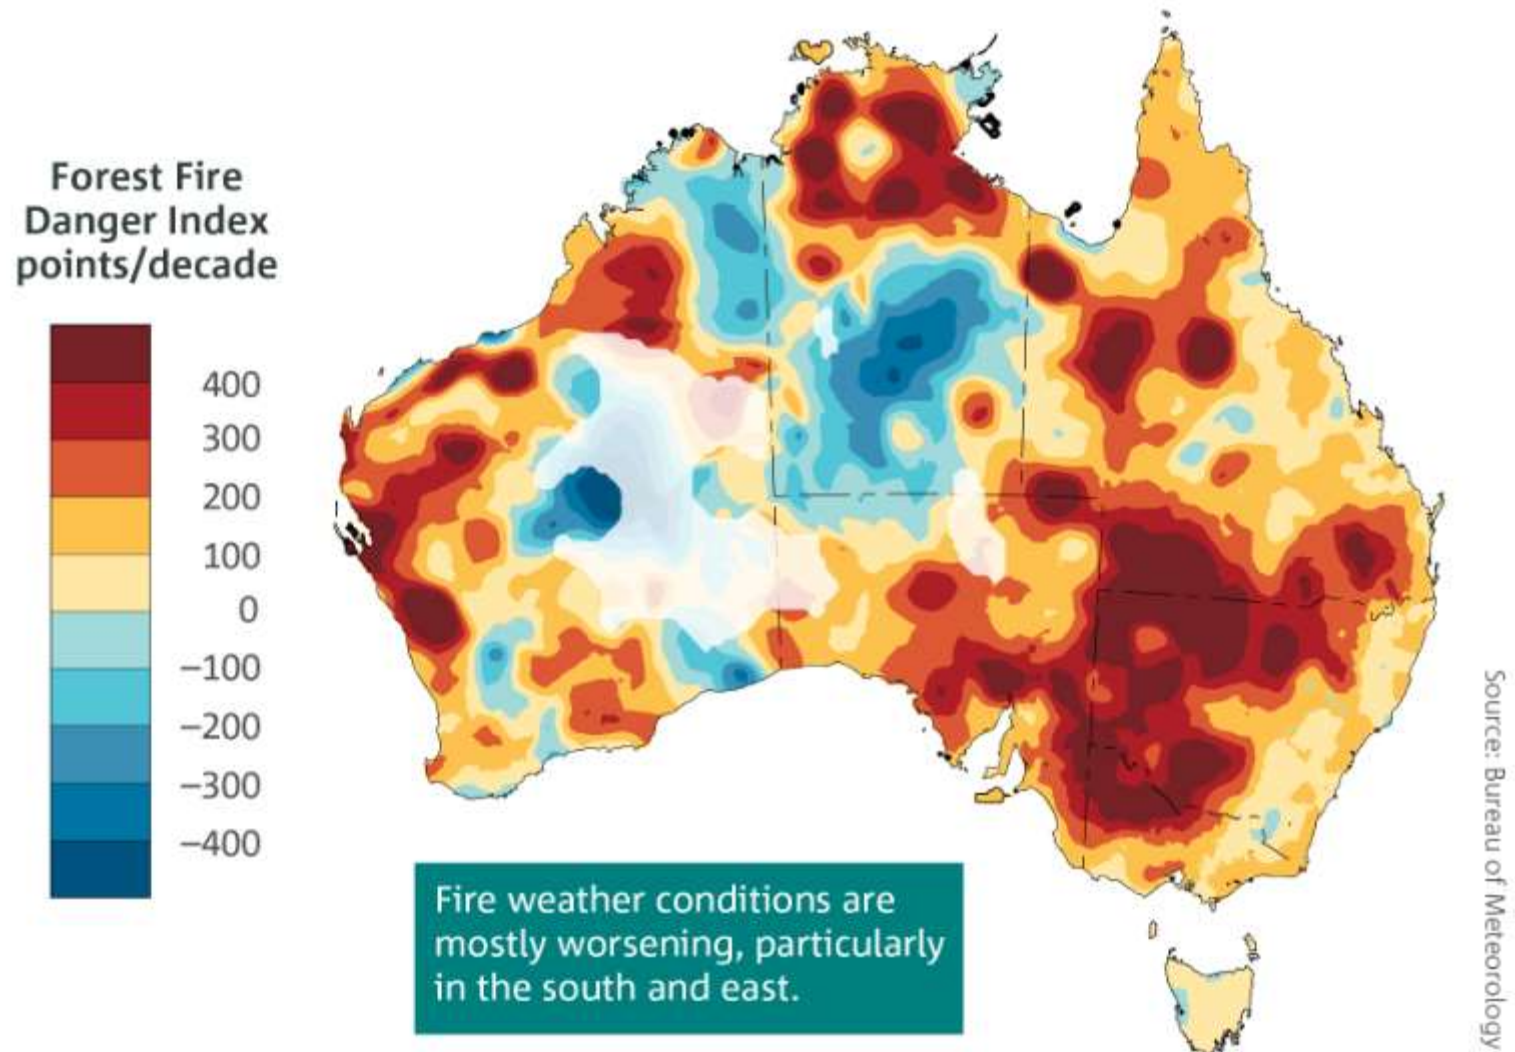 Forest Fire
Danger Index
points/decade
400
300
200
100
0
−100
−200
−300
−400
Fire weather conditions are
mostly worsening, particularly
in the south and east.
Source: Bureau of Meteorology